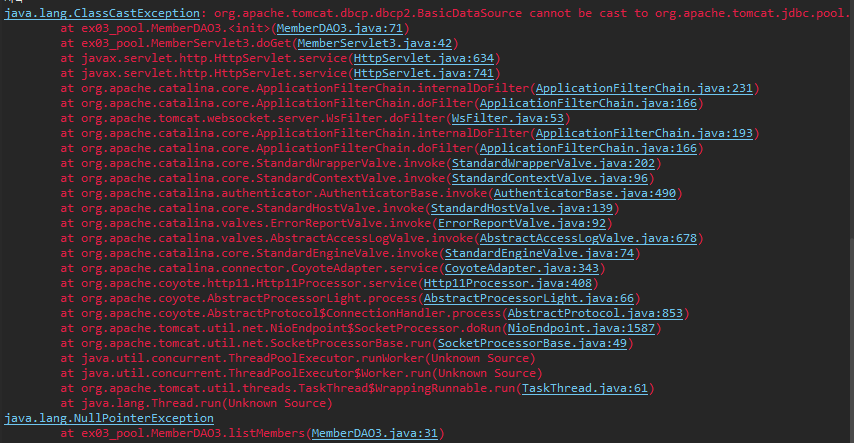 java.lang.ClassCastException: org.apache.tomcat.dbcp.dbcp2.BasicDataSource cannot be cast to org.apache.tomcat.jdbc.pool.
at ex03_pool.MemberDAO3.<init>(MemberDAO3.java:71)
at ex03_pool.MemberServlet3.doGet(MemberServlet3.java:42)
at javax.servlet.http.HttpServlet.service(HttpServlet.java:634)
at javax.servlet.http.HttpServlet.service(HttpServlet.java:741)
at org.apache.catalina.core.ApplicationFilterChain.internalDoFilter(ApplicationFilterChain.java:231)
at org.apache.catalina.core.ApplicationFilterChain.doFilter(ApplicationFilterChain.java:166)
at org.apache.tomcat.websocket.server.WsFilter.doFilter(WsFilter.java:53)
at org.apache.catalina.core.ApplicationFilterChain.internalDoFilter(ApplicationFilterChain.java:193)
at org.apache.catalina.core.ApplicationFilterChain.doFilter(ApplicationFilterChain.java:166)
at org.apache.catalina.core.StandardWrapperValve.invoke(StandardWrapperValve.java:202)
at org.apache.catalina.core.StandardContextValve.invoke(StandardContextValve.java:96)
at org.apache.catalina.authenticator.AuthenticatorBase.invoke(AuthenticatorBase.java:490)
at org.apache.catalina.core.StandardHostValve.invoke(StandardHostValve.java:139)
at org.apache.catalina.valves.ErrorReportValve.invoke(ErrorReportValve.java:92)
at org.apache.catalina.valves.AbstractAccessLogValve.invoke(AbstractAccessLogValve.java:678)
at org.apache.catalina.core.StandardEngineValve.invoke(StandardEngineValve.java:74)
at org.apache.catalina.connector.CoyoteAdapter.service(CoyoteAdapter.java:343)
at org.apache.coyote.http11.Http11Processor.service(Http11Processor.java:408)
at org.apache.coyote.AbstractProcessorLight.process(AbstractProcessorLight.java:66)
at org.apache.coyote.AbstractProtocol$ConnectionHandler.process(AbstractProtocol.java:853)
at org.apache.tomcat.util.net.NioEndpoint$SocketProcessor.doRun(NioEndpoint.java:1587)
at org.apache.tomcat.util.net.SocketProcessorBase.run(SocketProcessorBase.java:49)
at java.util.concurrent.ThreadPoolExecutor.runWorker(Unknown Source)
at java.util.concurrent.ThreadPoolExecutor$Worker.run(Unknown Source)
at org.apache.tomcat.util.threads.TaskThread$WrappingRunnable.run(TaskThread.java:61)
at java.lang.Thread.run(Unknown Source)
java.lang.NullPointerException
at ex03_pool.MemberDAO3.listMembers(MemberDAO3.java:31)